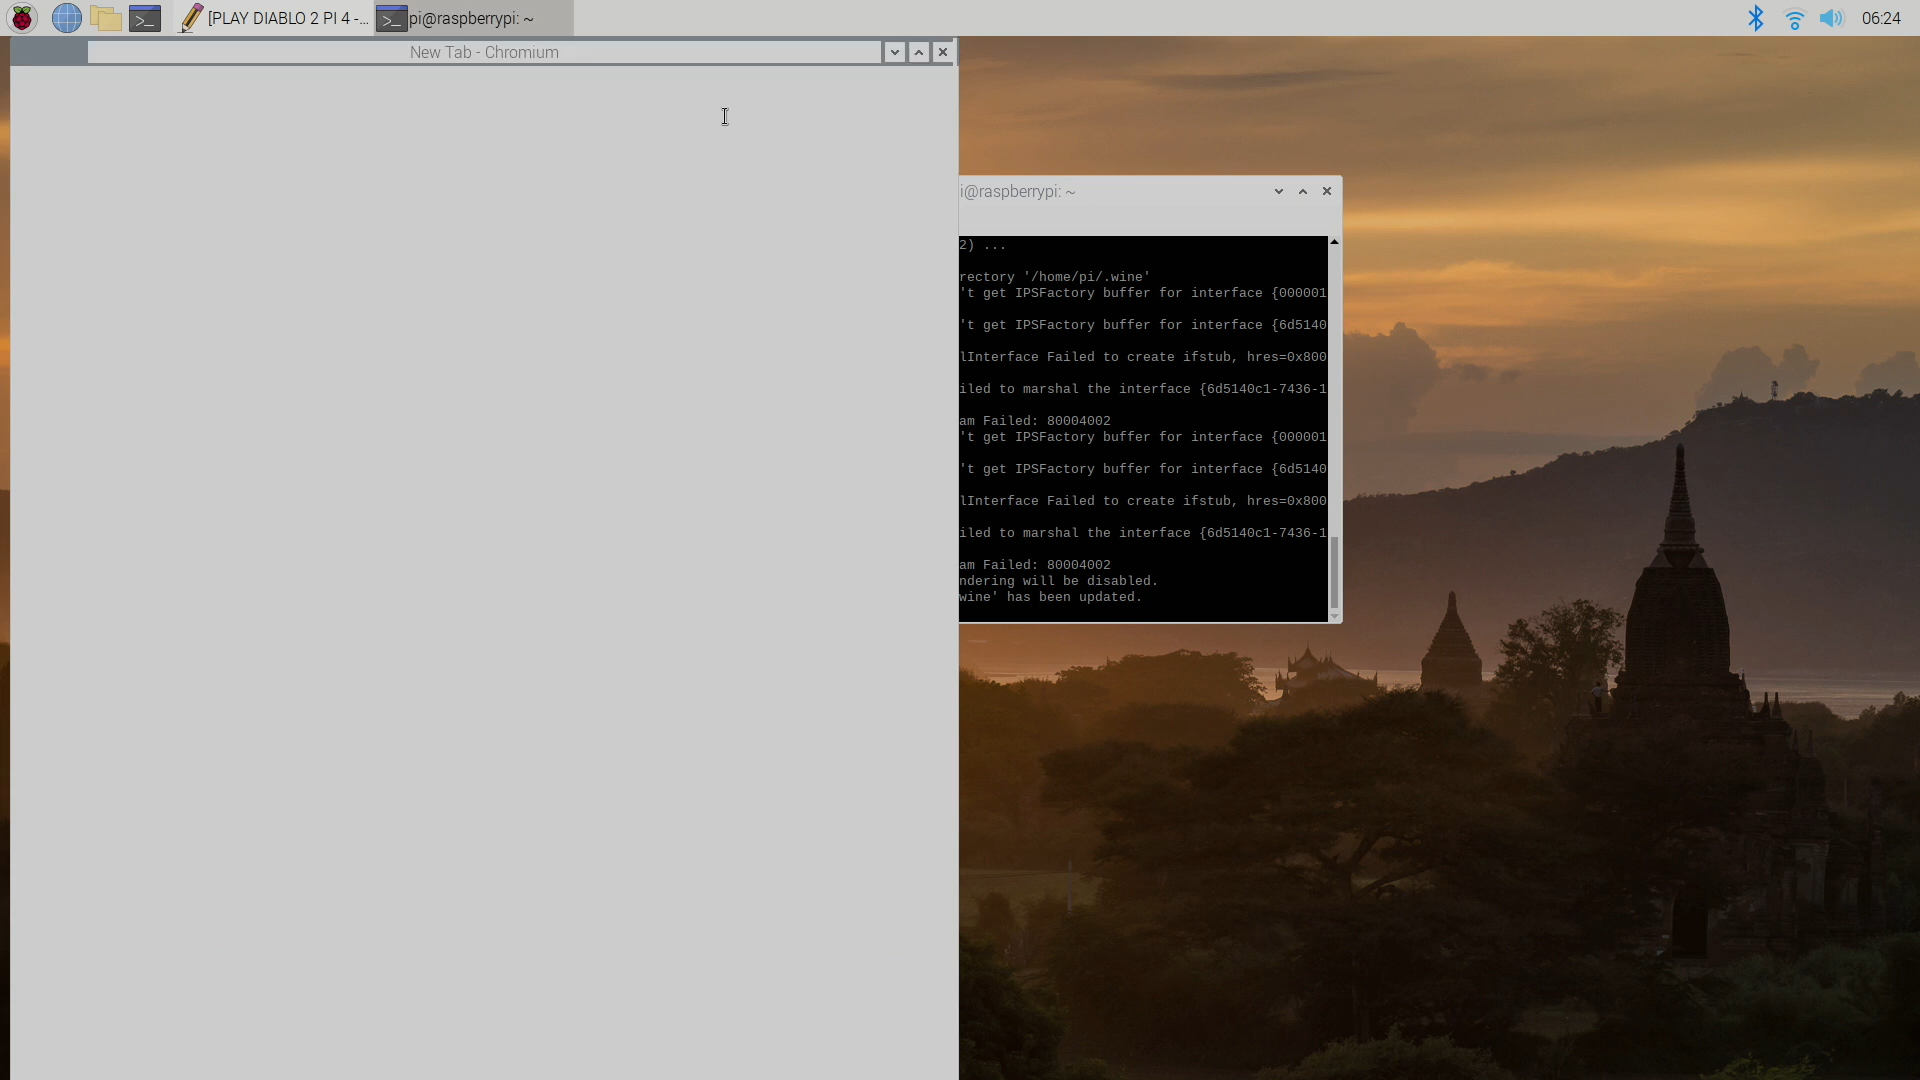 [PLAY DIABLO 2 PI 4 -...
pi@raspberrypi: ~
06:24
New Tab - Chromium
i@raspberrypi: ~
2) ...
rectory '/home/pi/.wine'
't get IPSFactory buffer for interface {000001
't get IPSFactory buffer for interface {6d5140
lInterface Failed to create ifstub, hres=0x800
iled to marshal the interface {6d5140c1-7436-1
am Failed: 80004002
't get IPSFactory buffer for interface {000001
't get IPSFactory buffer for interface {6d5140
lInterface Failed to create ifstub, hres=0x800
iled to marshal the interface {6d5140c1-7436-1
am Failed: 80004002
ndering will be disabled.
wine' has been updated.